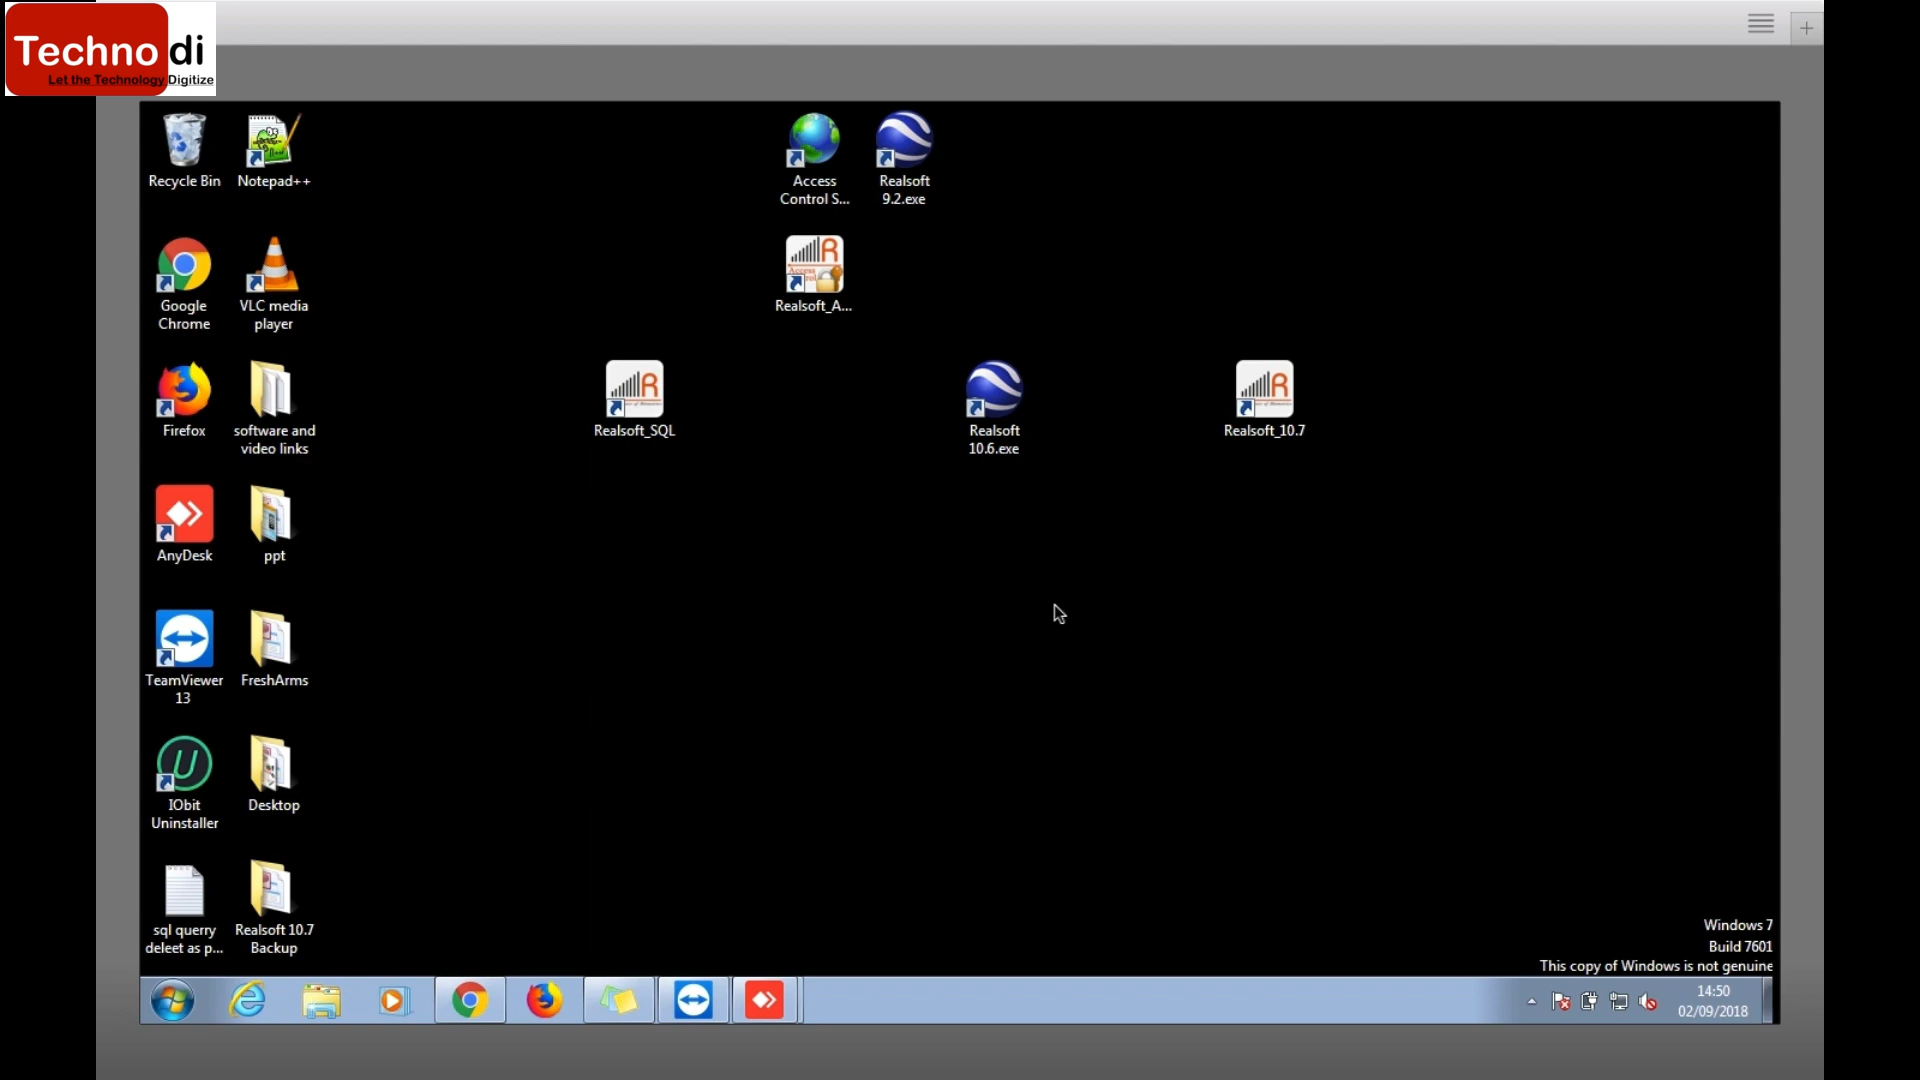 Techno di
Let the Technology Digitize
Recycle Bin
Notepad++
Access
Control S...
Realsoft
9.2.exe
Google
Chrome
VLC media
player
Realsoft_A...
Firefox
software and
video links
Realsoft_SQL
Realsoft
10.6.exe
Realsoft_10.7
AnyDesk
ppt
TeamViewer
13
FreshArms
IObit
Uninstaller
Desktop
sql querry
deleet as p...
Realsoft 10.7
Backup
Windows 7
Build 7601
This copy of Windows is not genuine
14:50
02/09/2018